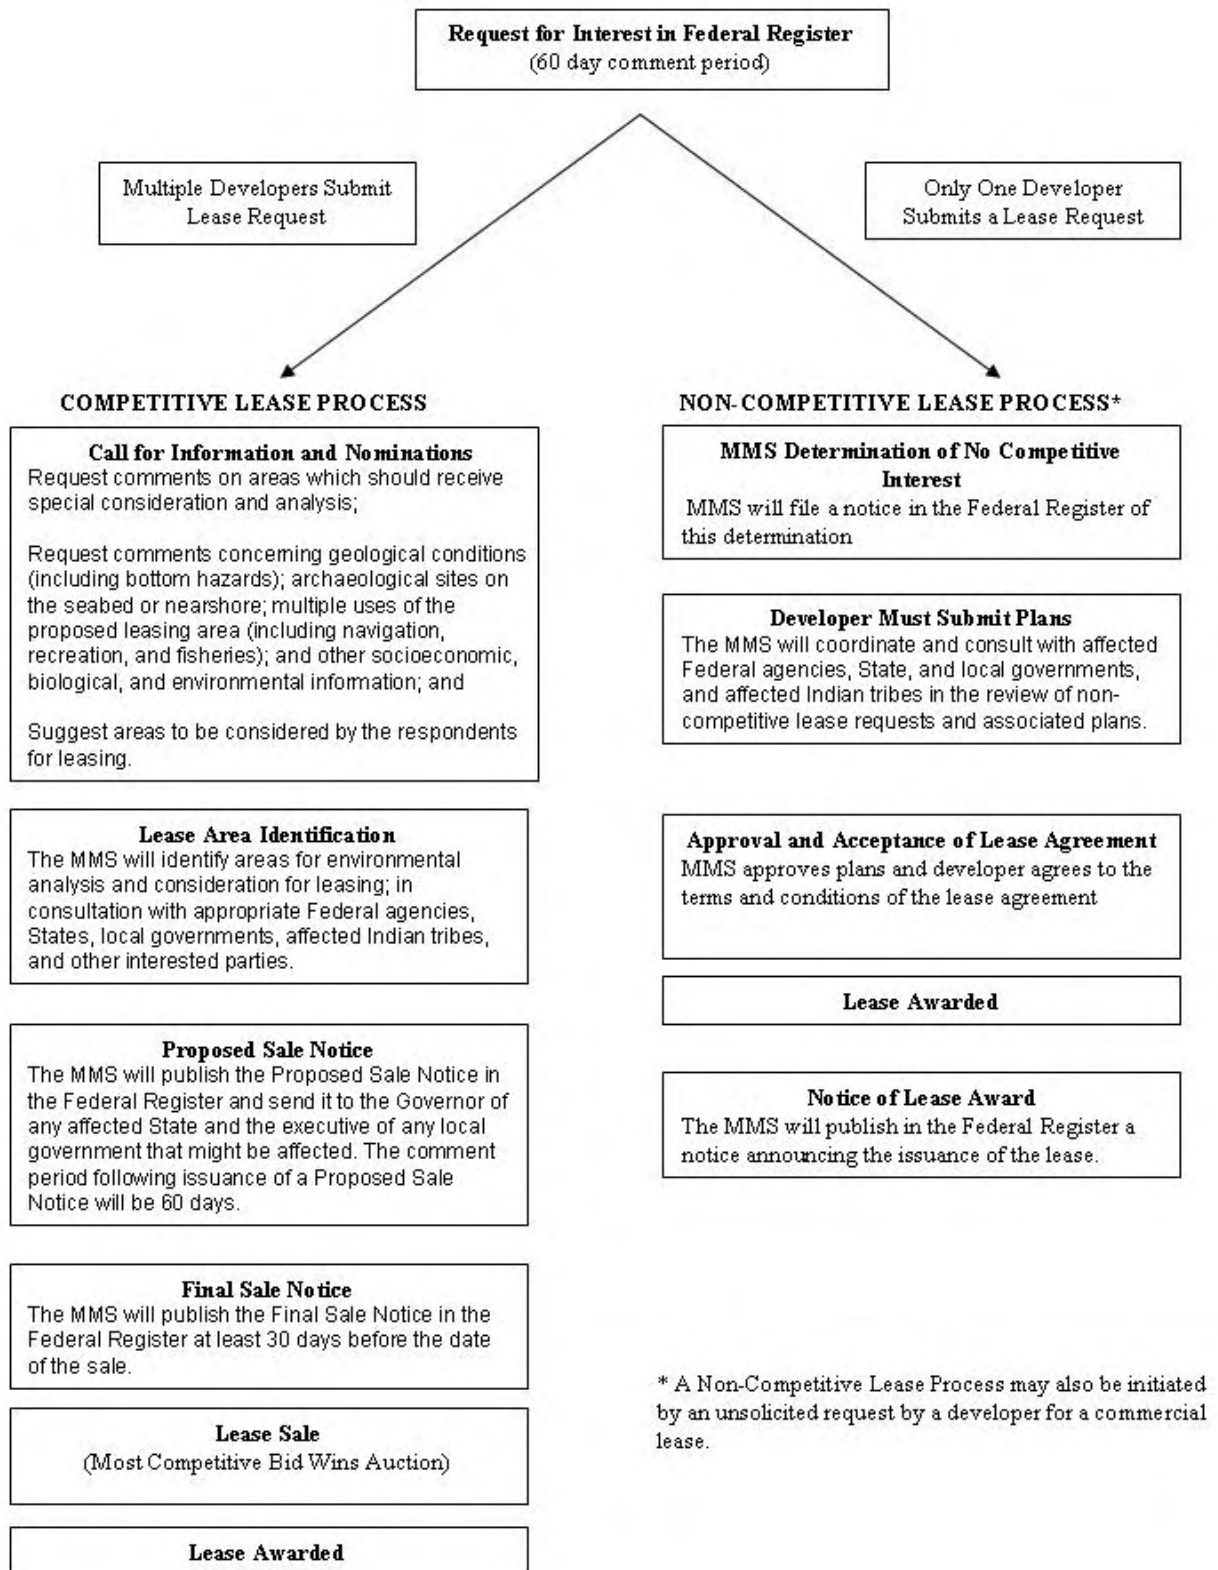 Request for Interest in Federal Register
(60 day comment period)
Multiple Developers Submit
Lease Request
Only One Developer
Submits a Lease Request
COMPETITIVE LEASE PROCESS
Call for Information and Nominations
Request comments on areas which should receive
special consideration and analysis;
Request comments concerning geological conditions
(including bottom hazards); archaeological sites on
the seabed or nearshore; multiple uses of the
proposed leasing area (including navigation,
recreation, and fisheries); and other socioeconomic,
biological, and environmental information; and
Suggest areas to be considered by the respondents
for leasing.
Lease Area Identification
The MMS will identify areas for environmental
analysis and consideration for leasing; in
consultation with appropriate Federal agencies,
States, local governments, affected Indian tribes,
and other interested parties.
Proposed Sale Notice
The MMS will publish the Proposed Sale Notice in
the Federal Register and send it to the Governor of
any affected State and the executive of any local
government that might be affected. The comment
period following issuance of a Proposed Sale
Notice will be 60 days.
Final Sale Notice
The MMS will publish the Final Sale Notice in the
Federal Register at least 30 days before the date
of the sale.
Lease Sale
(Most Competitive Bid Wins Auction)
Lease Awarded
NON-COMPETITIVE LEASE PROCESS*
MMS Determination of No Competitive
Interest
MMS will file a notice in the Federal Register of
this determination
Developer Must Submit Plans
The MMS will coordinate and consult with affected
Federal agencies, State, and local governments,
and affected Indian tribes in the review of non-
competitive lease requests and associated plans.
Approval and Acceptance of Lease Agreement
MMS approves plans and developer agrees to the
terms and conditions of the lease agreement
Lease Awarded
Notice of Lease Award
The MMS will publish in the Federal Register a
notice announcing the issuance of the lease.
* A Non-Competitive Lease Process may also be initiated
by an unsolicited request by a developer for a commercial
lease.